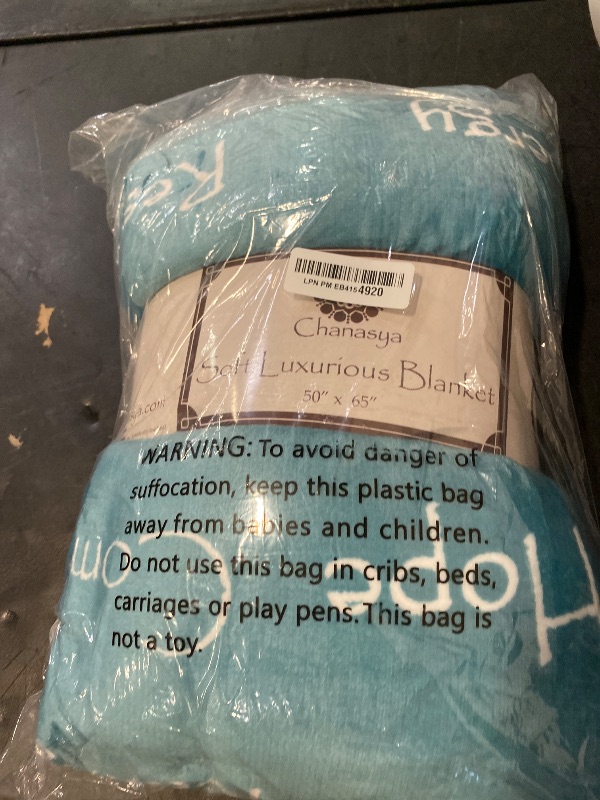 LPN PM EB4154920
Chanasya
Soft Luxurious Blanket
50" x 65"
WARNING: To avoid danger of
suffocation, keep this plastic bag
away from babies and children.
Do not use this bag in cribs, beds,
carriages or play pens.This bag is
not a toy.
Hope